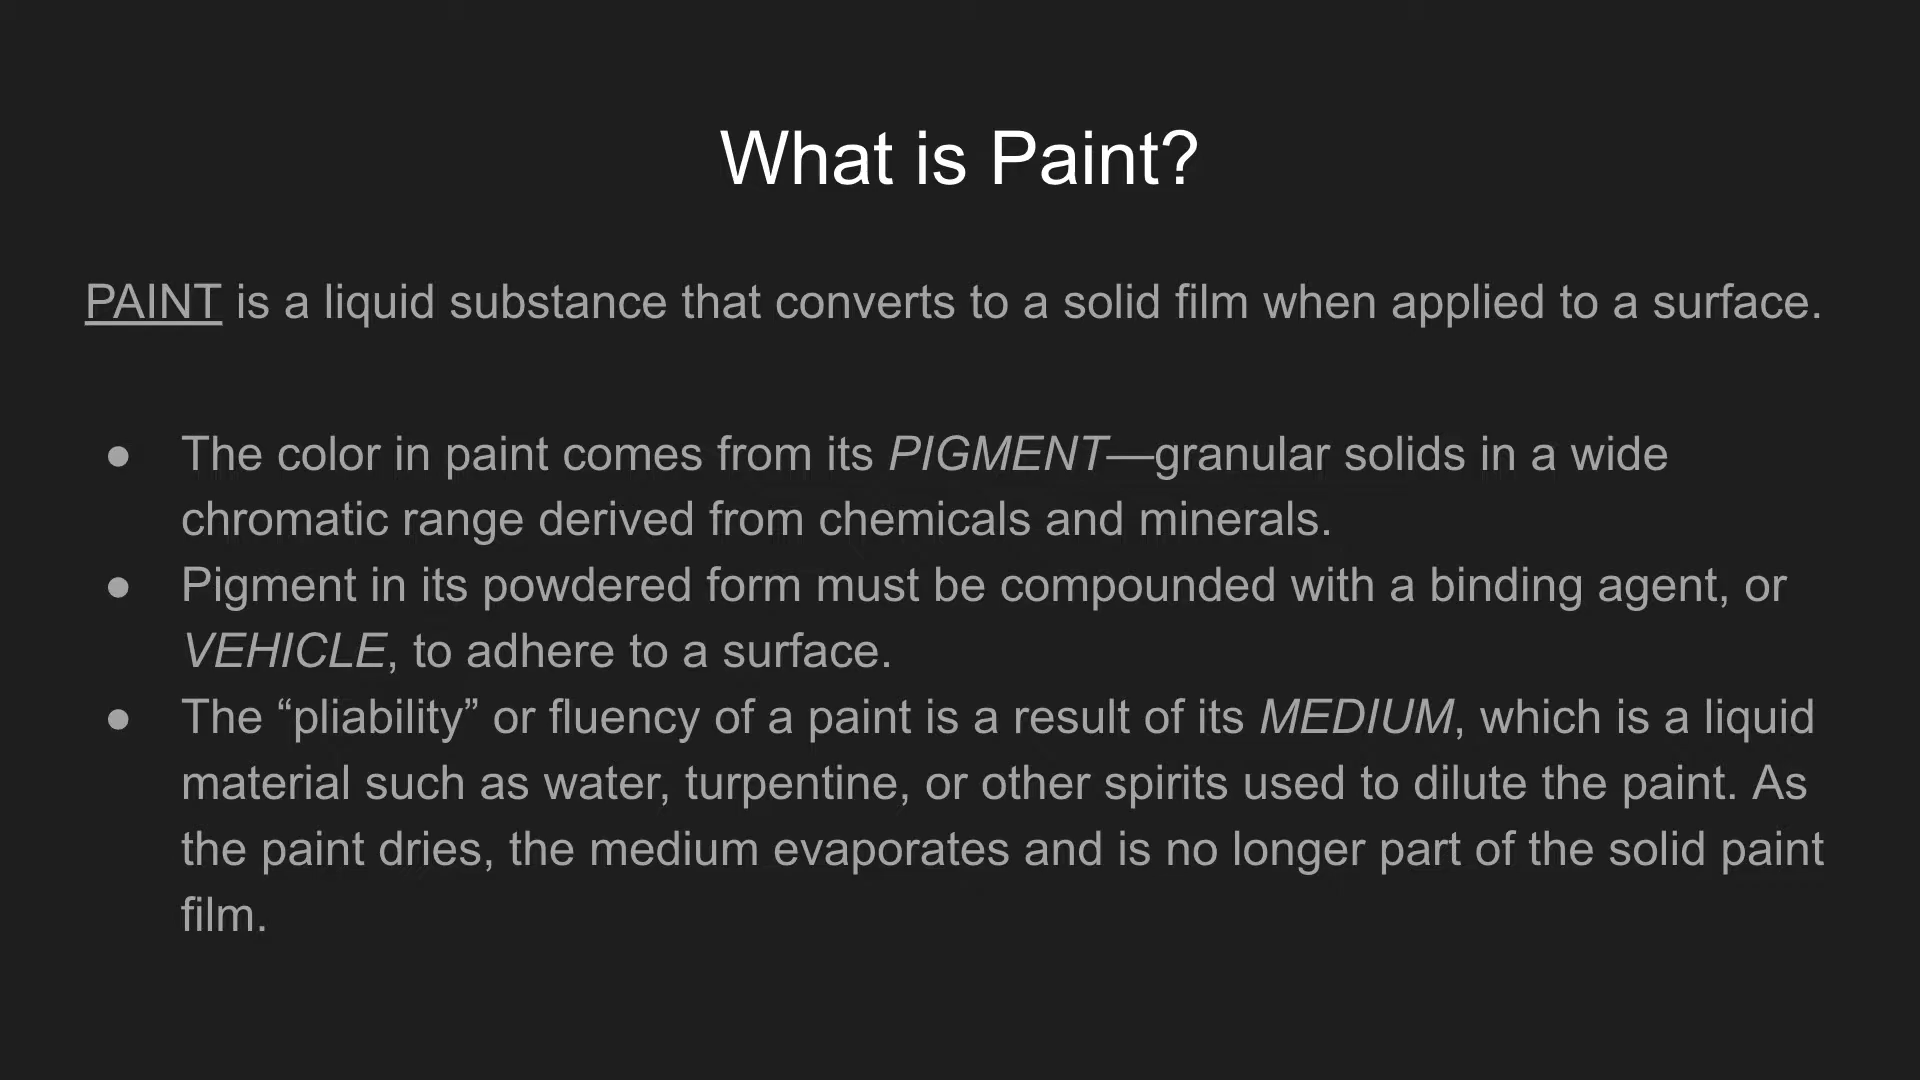 What is Paint?
PAINT is a liquid substance that converts to a solid film when applied to a surface.
● The color in paint comes from its PIGMENT—granular solids in a wide
chromatic range derived from chemicals and minerals.
● Pigment in its powdered form must be compounded with a binding agent, or
VEHICLE, to adhere to a surface.
● The “pliability” or fluency of a paint is a result of its MEDIUM, which is a liquid
material such as water, turpentine, or other spirits used to dilute the paint. As
the paint dries, the medium evaporates and is no longer part of the solid paint
film.